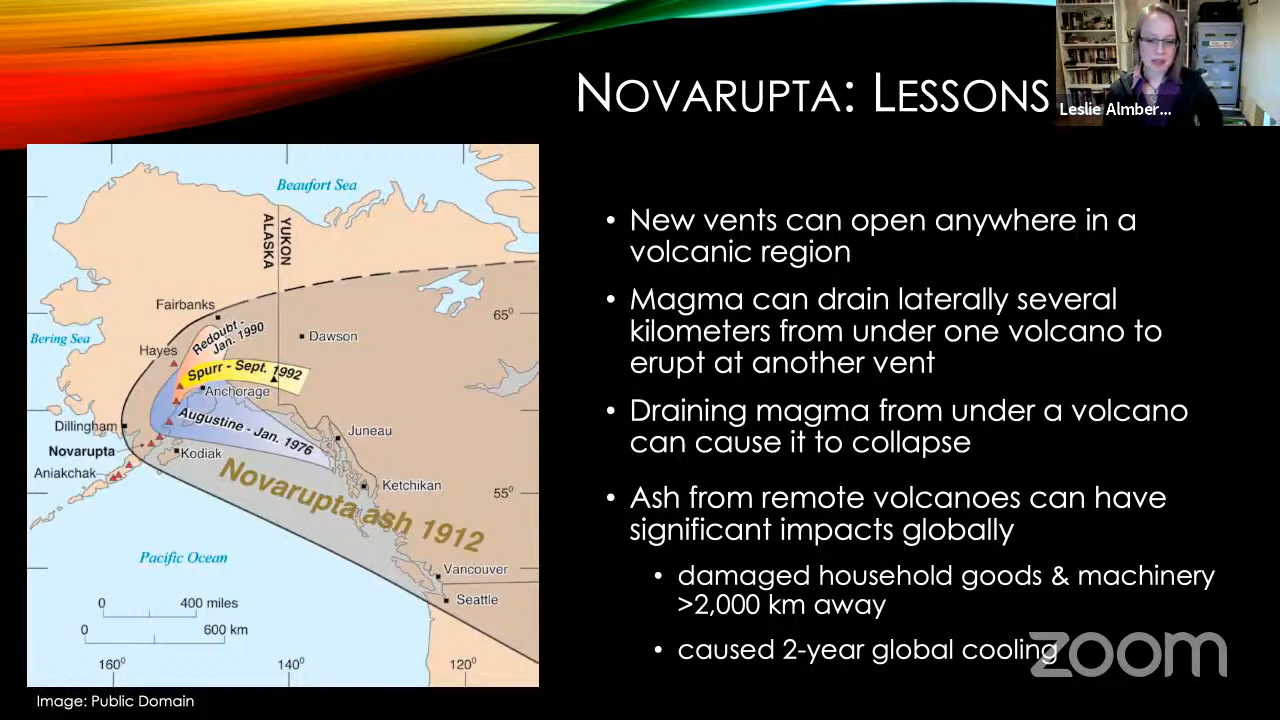 NOVARUPTA: LESSONS
Leslie Almber...
Beaufort Sea
YUKON
ALASKA
Fairbanks
65⁰
Redoubt -
Jan. 1990
Dawson
Bering Sea
Hayes
Spurr - Sept. 1992
Anchorage
Augustine - Jan. 1976
Dillingham
Juneau
Novarupta
Kodiak
Aniakchak
Ketchikan
55⁰
Novarupta ash 1912
Pacific Ocean
Vancouver
Seattle
0 400 miles
0 600 km
160⁰ 140⁰ 120⁰
Image: Public Domain
• New vents can open anywhere in a
volcanic region
• Magma can drain laterally several
kilometers from under one volcano to
erupt at another vent
• Draining magma from under a volcano
can cause it to collapse
• Ash from remote volcanoes can have
significant impacts globally
• damaged household goods & machinery
>2,000 km away
• caused 2-year global cooling
zoom